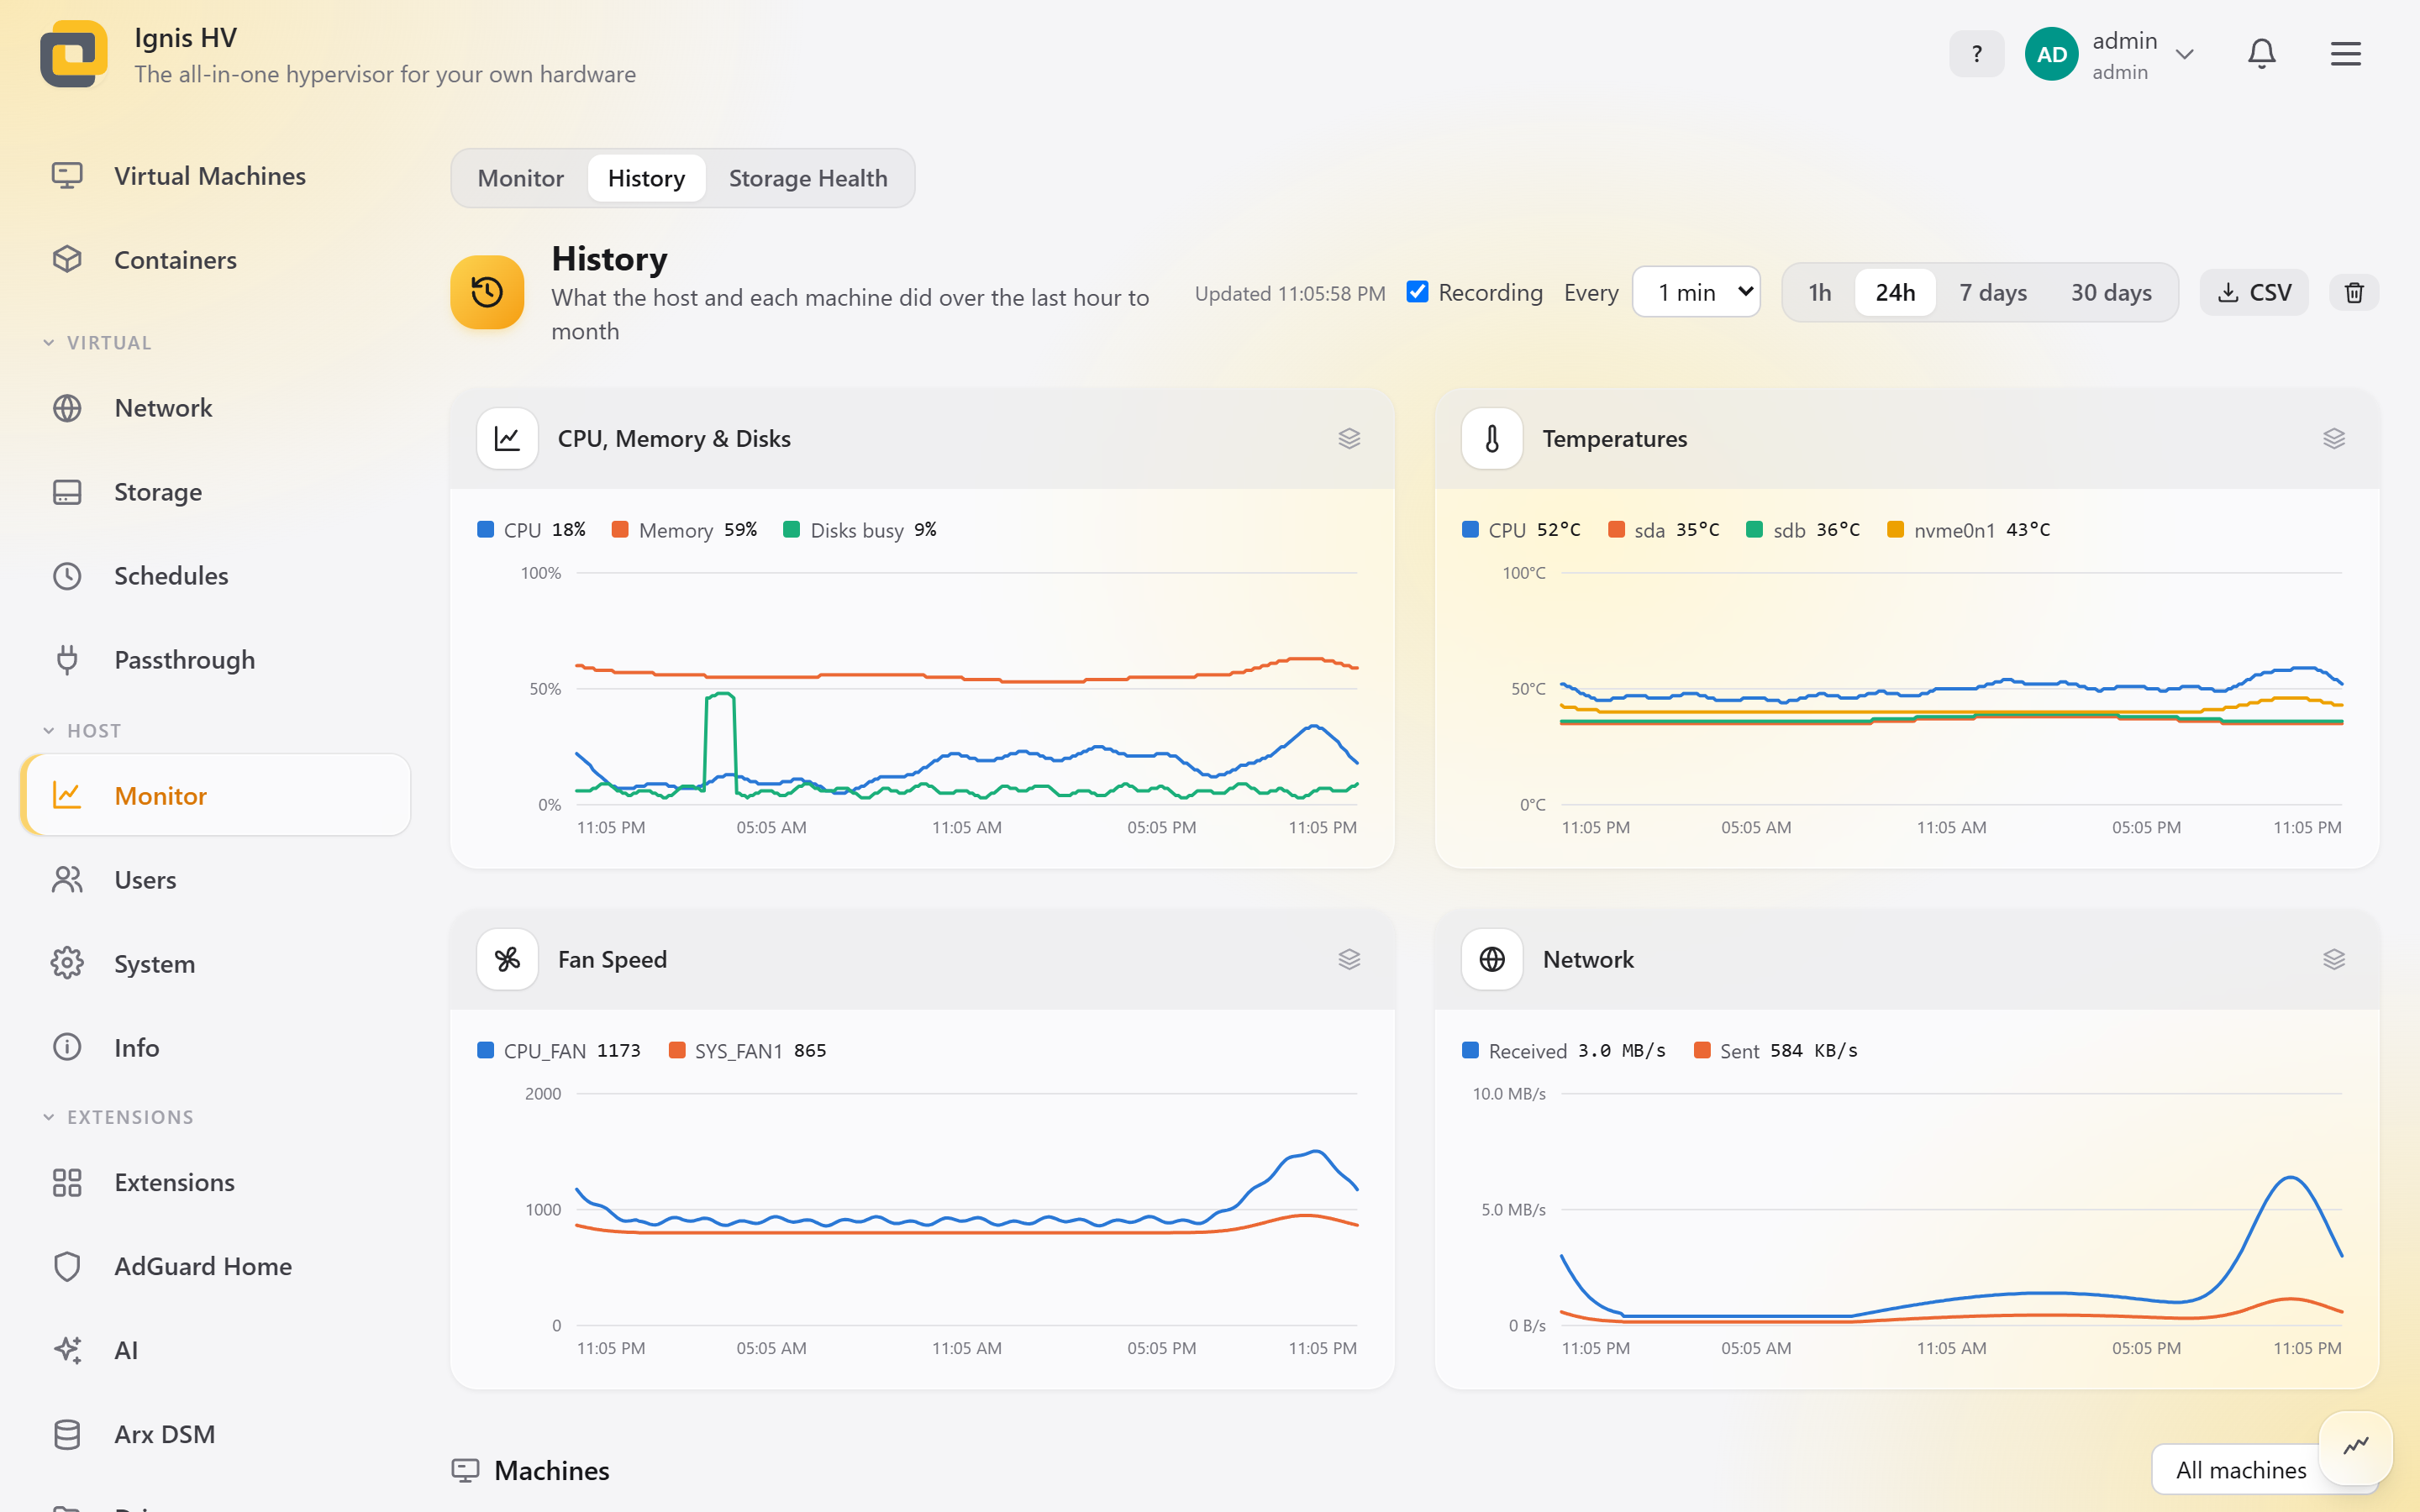 Ignis HV
The all-in-one hypervisor for your own hardware
?
AD
admin
admin
Virtual Machines
Containers
VIRTUAL
Network
Storage
Schedules
Passthrough
HOST
Monitor
Users
System
Info
EXTENSIONS
Extensions
AdGuard Home
AI
Arx DSM
Monitor History Storage Health
History
What the host and each machine did over the last hour to
month
Updated 11:05:58 PM
Recording Every 1 min
1h 24h 7 days 30 days
CSV
CPU, Memory & Disks
CPU 18% Memory 59% Disks busy 9%
100%
50%
0%
11:05 PM 05:05 AM 11:05 AM 05:05 PM 11:05 PM
Temperatures
CPU 52°C sda 35°C sdb 36°C nvme0n1 43°C
100°C
50°C
0°C
11:05 PM 05:05 AM 11:05 AM 05:05 PM 11:05 PM
Fan Speed
CPU_FAN 1173 SYS_FAN1 865
2000
1000
0
11:05 PM 05:05 AM 11:05 AM 05:05 PM 11:05 PM
Network
Received 3.0 MB/s Sent 584 KB/s
10.0 MB/s
5.0 MB/s
0 B/s
11:05 PM 05:05 AM 11:05 AM 05:05 PM 11:05 PM
Machines
All machines